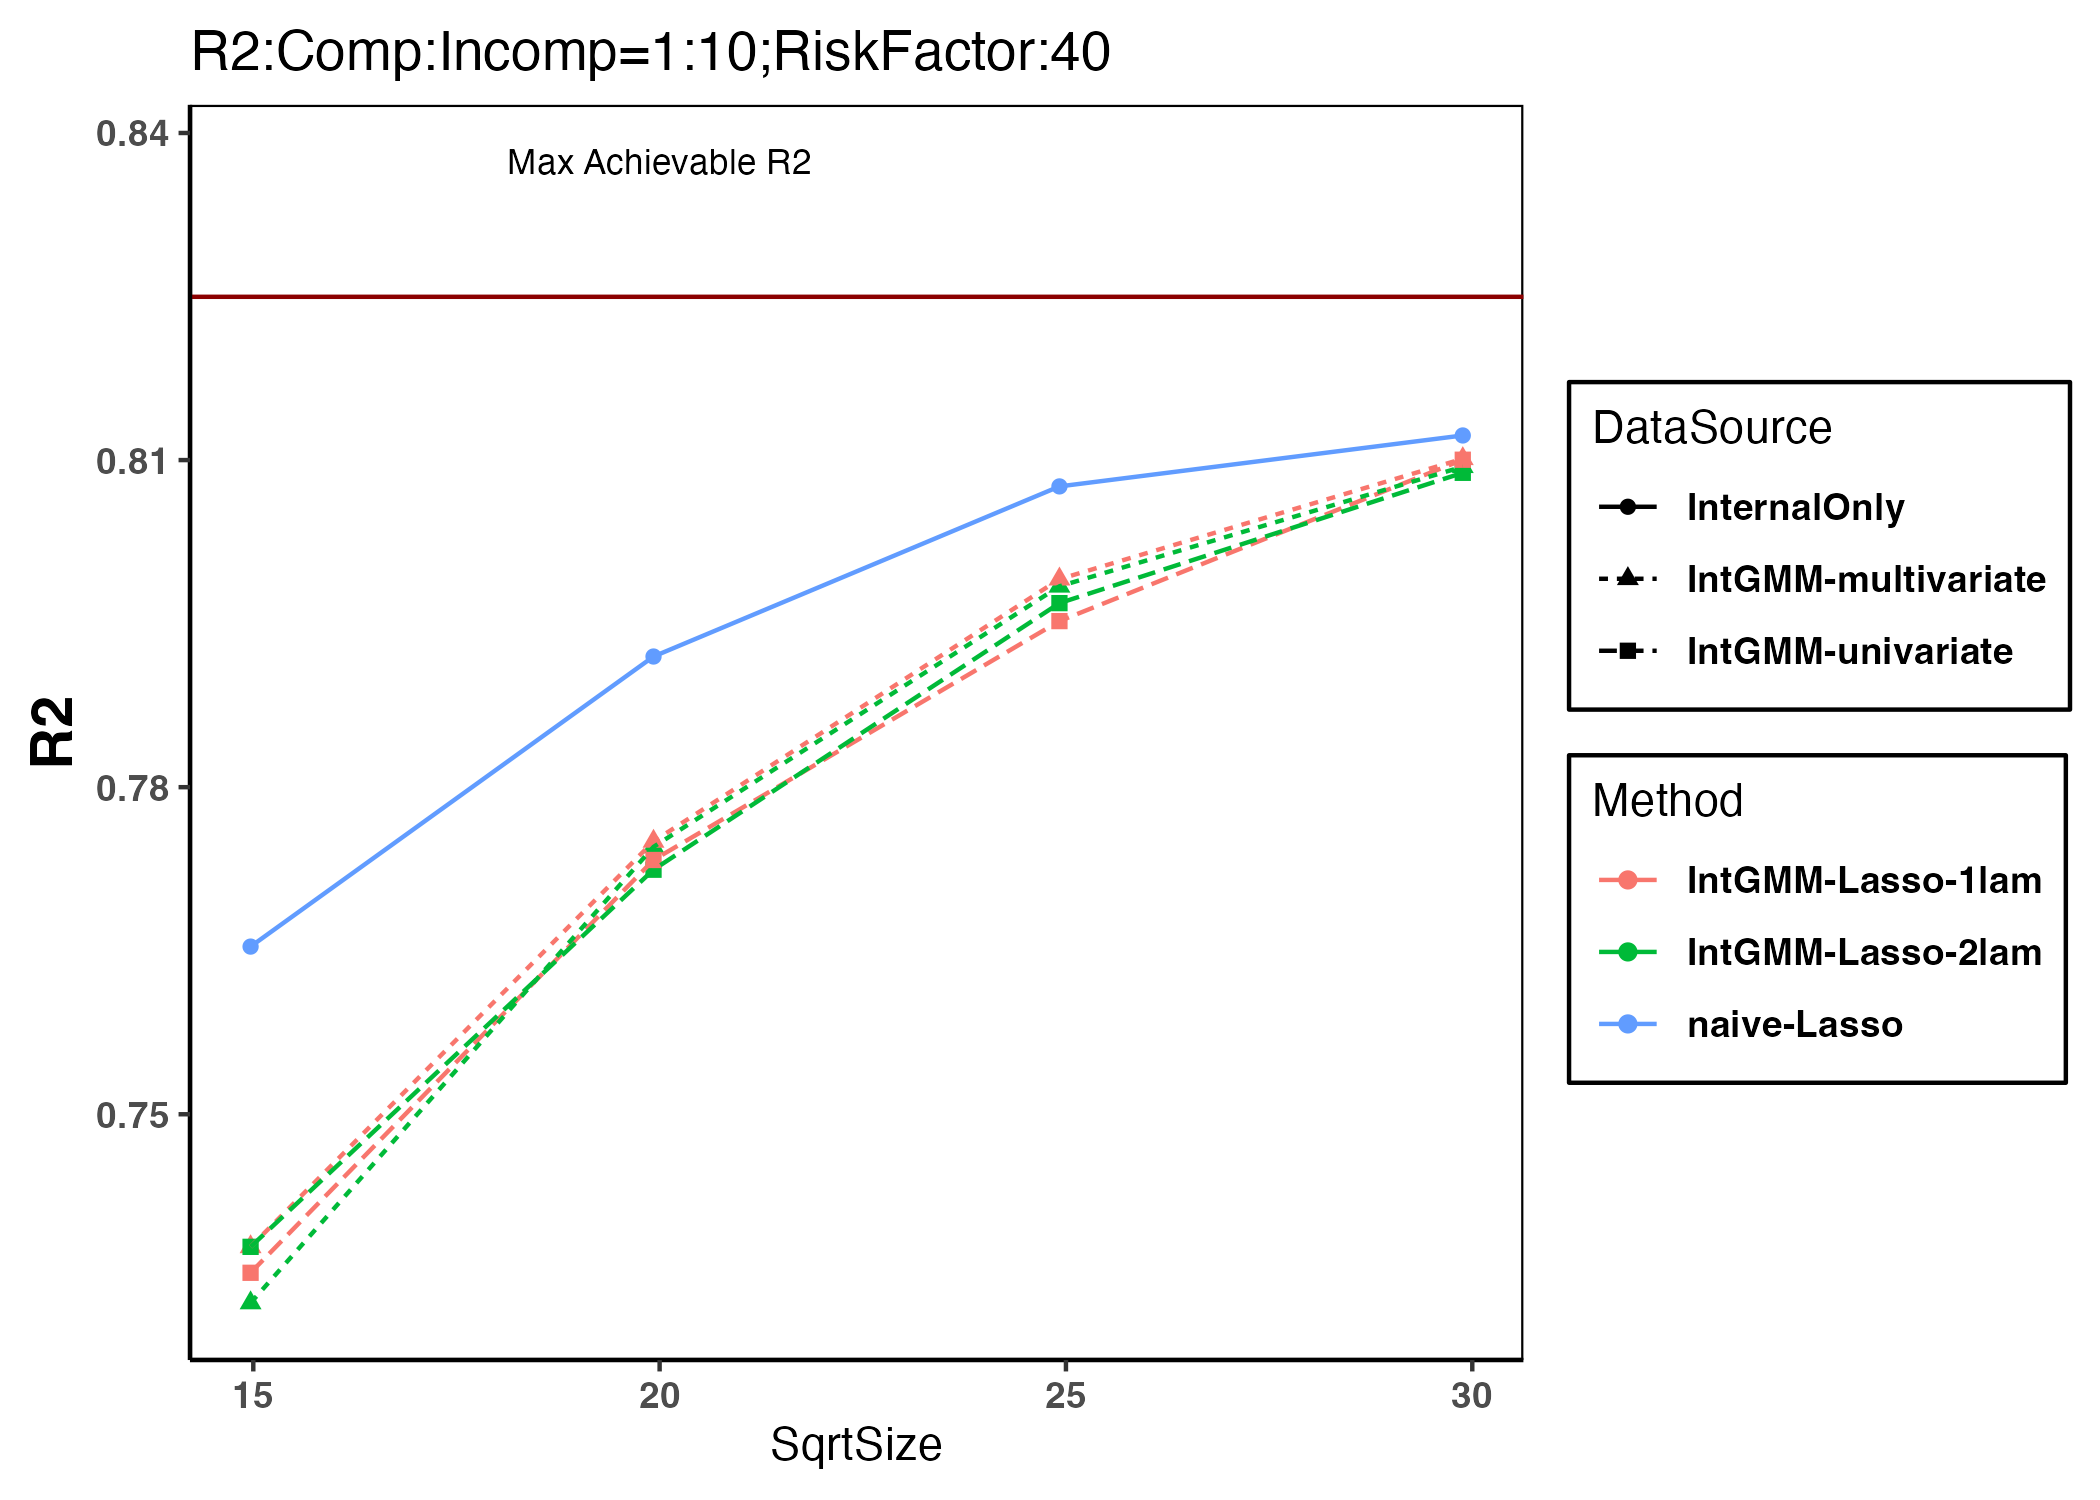 R2:Comp:Incomp=1:10;RiskFactor:40
0.84
Max Achievable R2
0.81
0.78
0.75
R2
15 20 25 30
SqrtSize
DataSource
InternalOnly
IntGMM-multivariate
IntGMM-univariate
Method
IntGMM-Lasso-1lam
IntGMM-Lasso-2lam
naive-Lasso